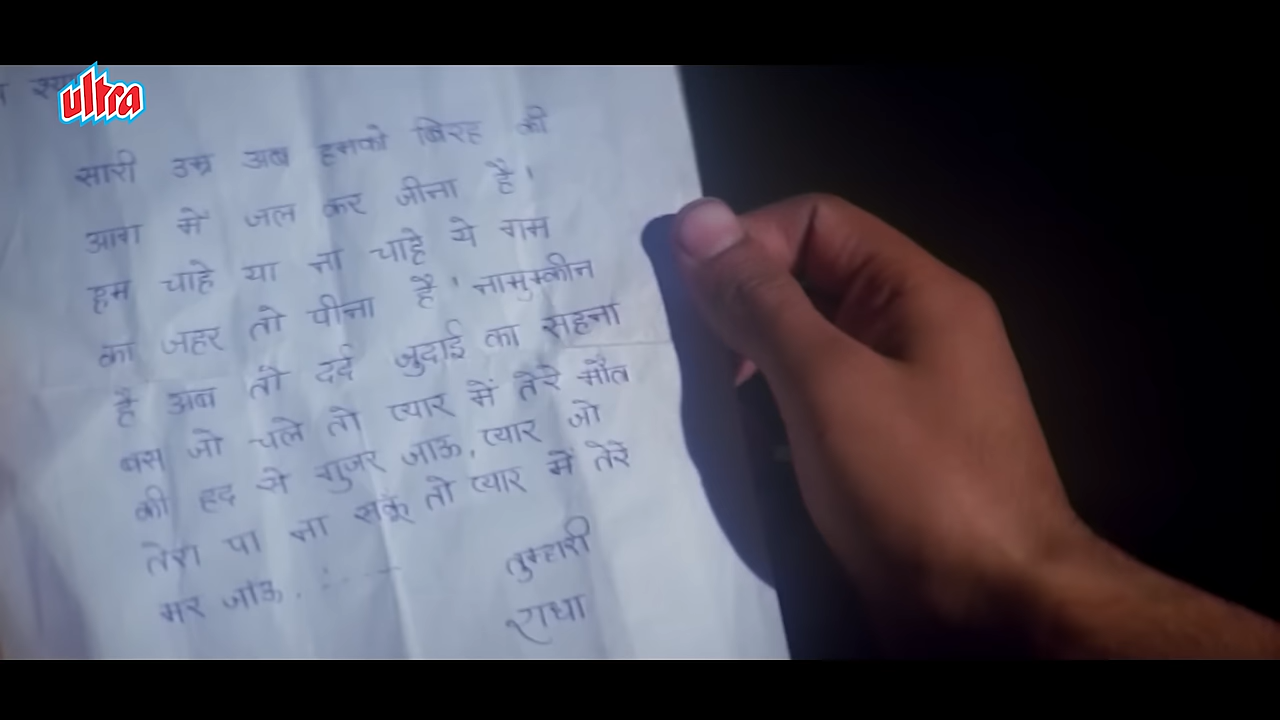 ultra
सारी उम्र अब हमको बिरह की
आग में जल कर जीना है।
हम चाहे या ना चाहे ये गम
का जहर तो पीना है। नामुम्कीन
है अब तो दर्द जुदाई का सहना
बस जो चले तो प्यार में तेरे मौत
की हद से गुजर जाऊ, प्यार जो
तेरा पा ना सकूँ तो प्यार में तेरे
मर जाऊ.
तुम्हारी
राधा